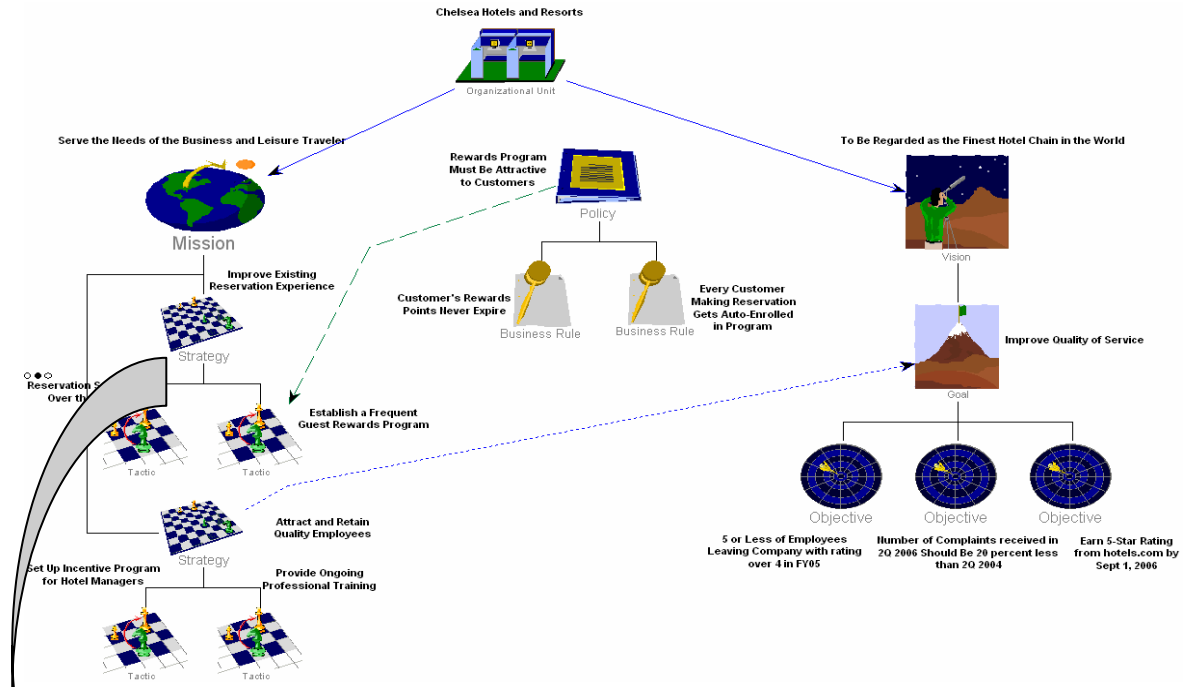 Chelsea Hotels and Resorts
Organizational Unit
Serve the Needs of the Business and Leisure Traveler
Mission
Improve Existing
Reservation Experience
Strategy
Reservation
Over
Tactic
Establish a Frequent
Guest Rewards Program
Tactic
Attract and Retain
Quality Employees
Strategy
Set Up Incentive Program
for Hotel Managers
Tactic
Provide Ongoing
Professional Training
Tactic
Rewards Program
Must Be Attractive
to Customers
Policy
Customer's Rewards
Points Never Expire
Business Rule
Every Customer
Making Reservation
Gets Auto-Enrolled
in Program
Business Rule
To Be Regarded as the Finest Hotel Chain in the World
Vision
Improve Quality of Service
Goal
Objective
5 or Less of Employees
Leaving Company with rating
over 4 in FY05
Objective
Number of Complaints received in
2Q 2006 Should Be 20 percent less
than 2Q 2004
Objective
Earn 5-Star Rating
from hotels.com by
Sept 1, 2006